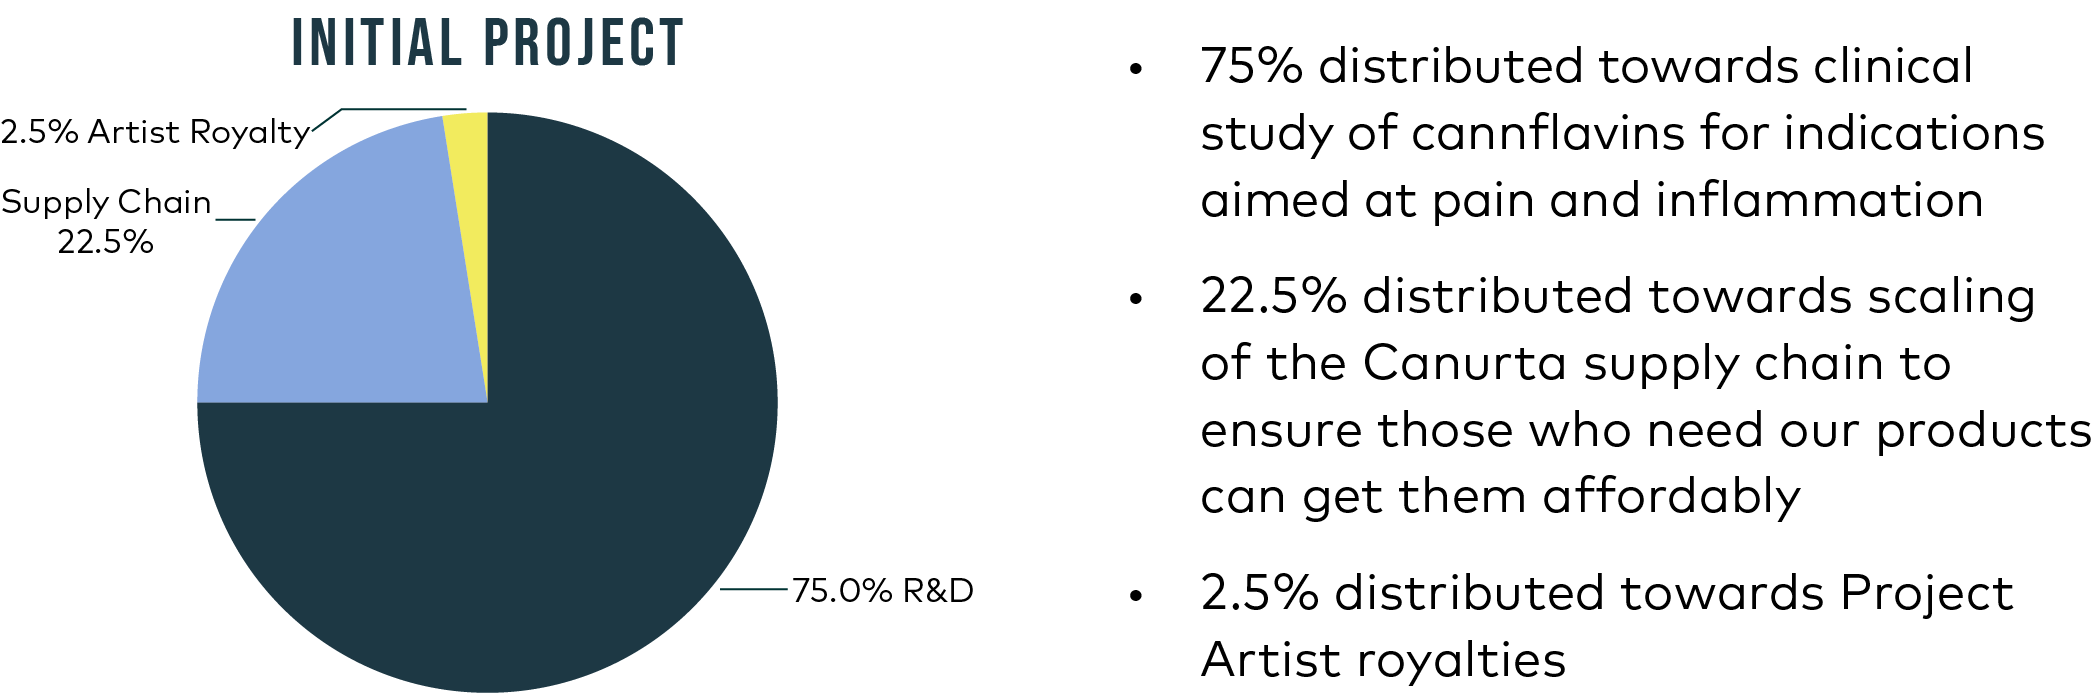 INITIAL PROJECT
2.5% Artist Royalty
Supply Chain
22.5%
75.0% R&D
• 75% distributed towards clinical
study of cannflavins for indications
aimed at pain and inflammation
• 22.5% distributed towards scaling
of the Canurta supply chain to
ensure those who need our products
can get them affordably
• 2.5% distributed towards Project
Artist royalties